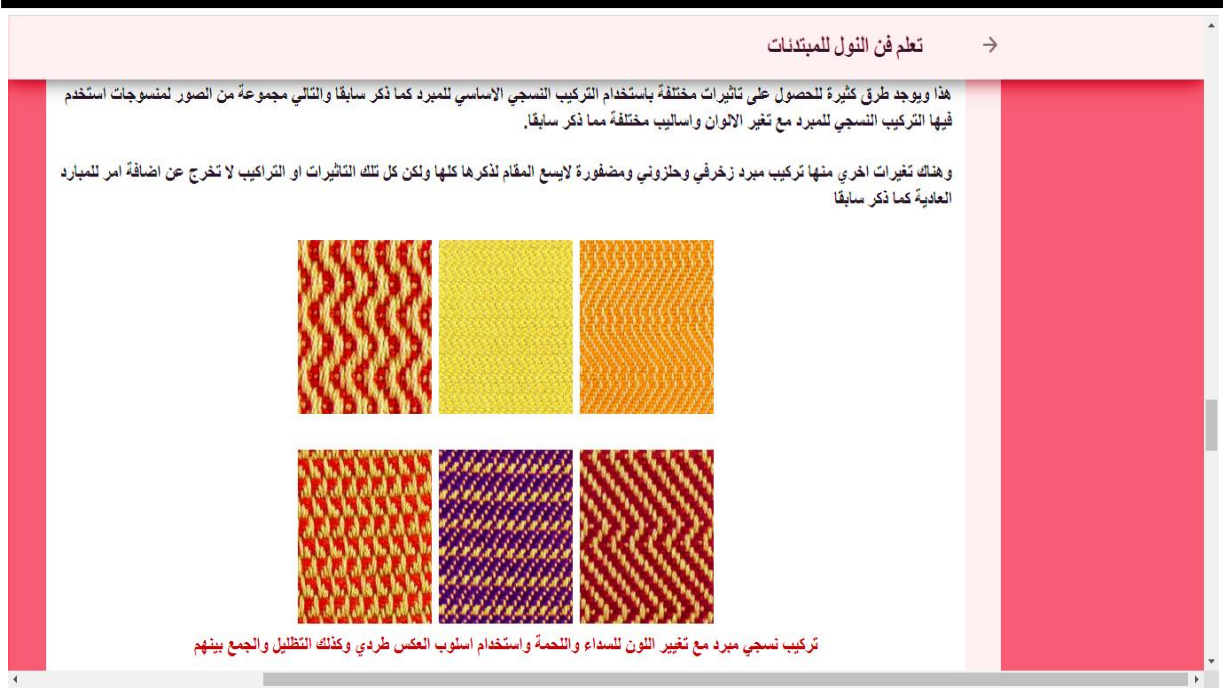 تعلم فن النول للمبتدئات
هذا ويوجد طرق كثيرة للحصول على تاثيرات مختلفة باستخدام التركيب النسجي الاساسي للمبرد كما ذكر سابقا والتالي مجموعة من الصور لمنسوجات استخدم
فيها التركيب النسجي للمبرد مع تغير الالوان واساليب مختلفة مما ذكر سابقا.
وهناك تغيرات اخري منها تركيب مبرد زخرفي وحلزوني ومضفورة لايسع المقام لذكرها كلها ولكن كل تلك التاثيرات او التراكيب لا تخرج عن اضافة امر للمبارد
العادية كما ذكر سابقا
تركيب نسجي مبرد مع تغيير اللون للسداء واللحمة واستخدام اسلوب العكس طردي وكذلك التظليل والجمع بينهم